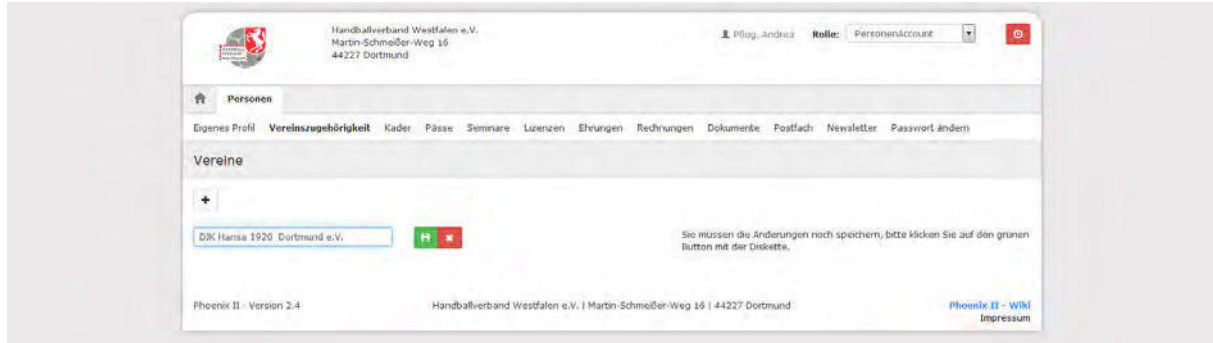 Handballverband Westfalen e.V.
Martin-Schmeißer-Weg 16
44227 Dortmund
Pflug, Andrea Rolle: PersonenAccount
Personen
Eigenes Profil Vereinszugehörigkeit Kader Pässe Seminare Lizenzen Ehrungen Rechnungen Dokumente Postfach Newsletter Passwort ändern
Vereine
DJK Hansa 1920 Dortmund e.V.
Sie müssen die Änderungen noch speichern, bitte klicken Sie auf den grünen
Button mit der Diskette.
Phoenix II - Version 2.4 Handballverband Westfalen e.V. | Martin-Schmeißer-Weg 16 | 44227 Dortmund Phoenix II - Wiki
Impressum